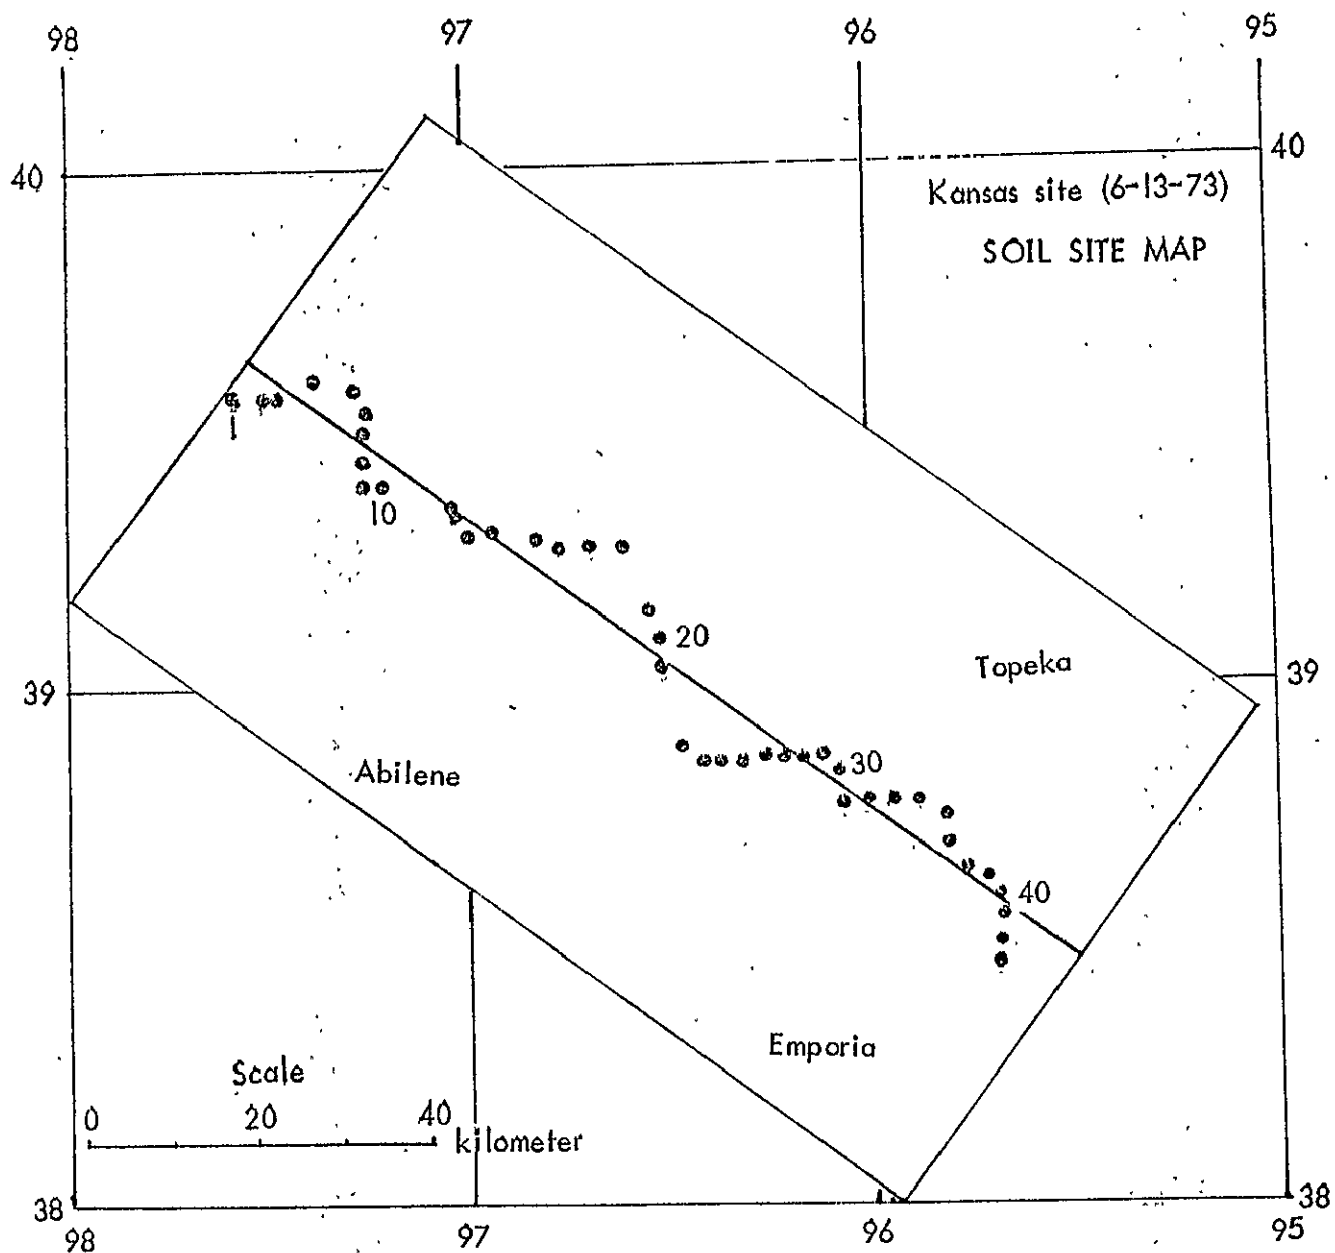 98 97 96 95
40 40
Kansas site (6-13-73)
SOIL SITE MAP
1
10
20
Topeka
39 39
30
Abilene
40
Emporia
Scale
0 20 40
kilometer
38 38
98 97 96 95